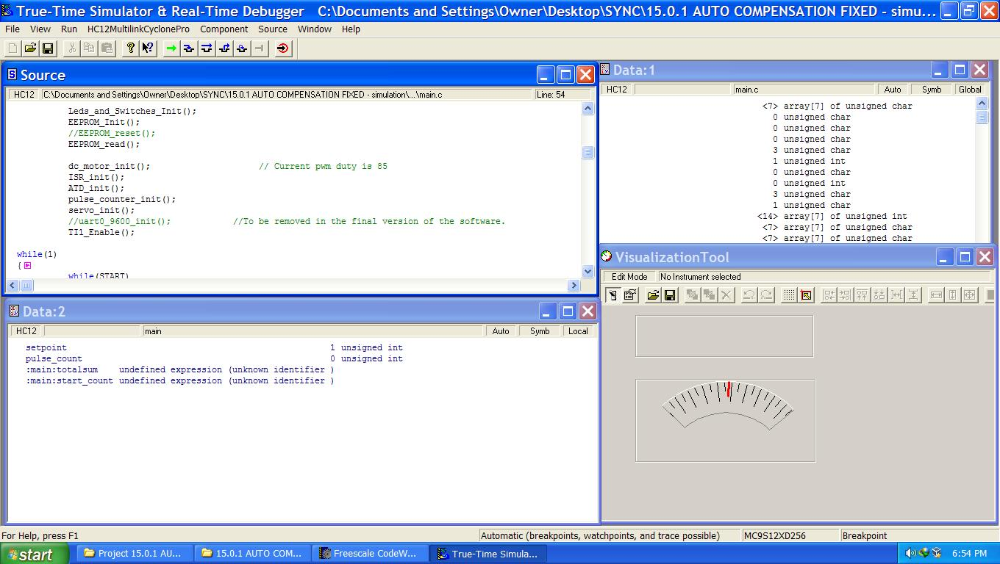 True-Time Simulator & Real-Time Debugger C:\Documents and Settings\Owner\Desktop\SYNC\15.0.1 AUTO COMPENSATION FIXED - simu...
File View Run HC12MultilinkCyclonePro Component Source Window Help
Source
HC12 C:\Documents and Settings\Owner\Desktop\SYNC\15.0.1 AUTO COMPENSATION FIXED - simulation\...\main.c Line: 54
Leds_and_Switches_Init();
EEPROM_Init();
//EEPROM_reset();
EEPROM_read();
dc_motor_init(); // Current pwm duty is 85
ISR_init();
ATD_init();
pulse_counter_init();
servo_init();
//uart0_9600_init(); //To be removed in the final version of the software.
TI1_Enable();
while(1)
{
while(START)
Data:1
HC12 main.c Auto Symb Global
<7> array[7] of unsigned char
0 unsigned char
0 unsigned char
0 unsigned char
3 unsigned char
1 unsigned int
0 unsigned char
0 unsigned int
3 unsigned char
1 unsigned char
<14> array[7] of unsigned int
<7> array[7] of unsigned char
<7> array[7] of unsigned char
Data:2
HC12 main Auto Symb Local
setpoint 1 unsigned int
pulse_count 0 unsigned int
:main:totalsum undefined expression (unknown identifier )
:main:start_count undefined expression (unknown identifier )
VisualizationTool
Edit Mode No Instrument selected
For Help, press F1 Automatic (breakpoints, watchpoints, and trace possible) MC9S12XD256 Breakpoint
start Project 15.0.1 AU... 15.0.1 AUTO COM... Freescale CodeW... True-Time Simula... 6:54 PM